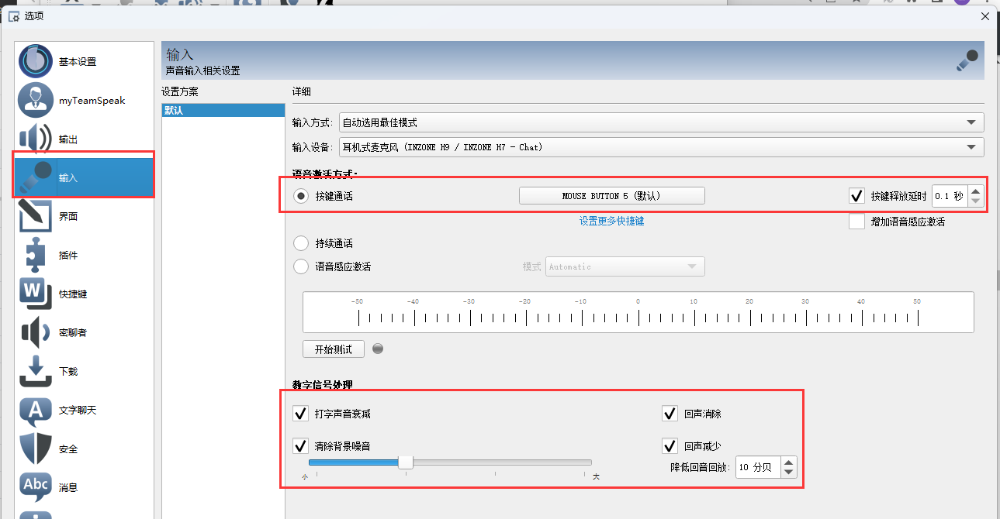 选项
基本设置
myTeamSpeak
输出
输入
界面
插件
快捷键
密聊者
下载
文字聊天
安全
消息
输入
声音输入相关设置
设置方案
默认
详细
输入方式: 自动选用最佳模式
输入设备: 耳机式麦克风 (INZONE H9 / INZONE H7 - Chat)
语音激活方式:
按键通话 MOUSE BUTTON 5 (默认) 按键释放延时 0.1 秒
设置更多快捷键 增加语音感应激活
持续通话
语音感应激活 模式 Automatic
-50 -40 -30 -20 -10 0 10 20 30 40 50
开始测试
数字信号处理
打字声音衰减 回声消除
清除背景噪音 回声减少
小 大 降低回音回放: 10 分贝